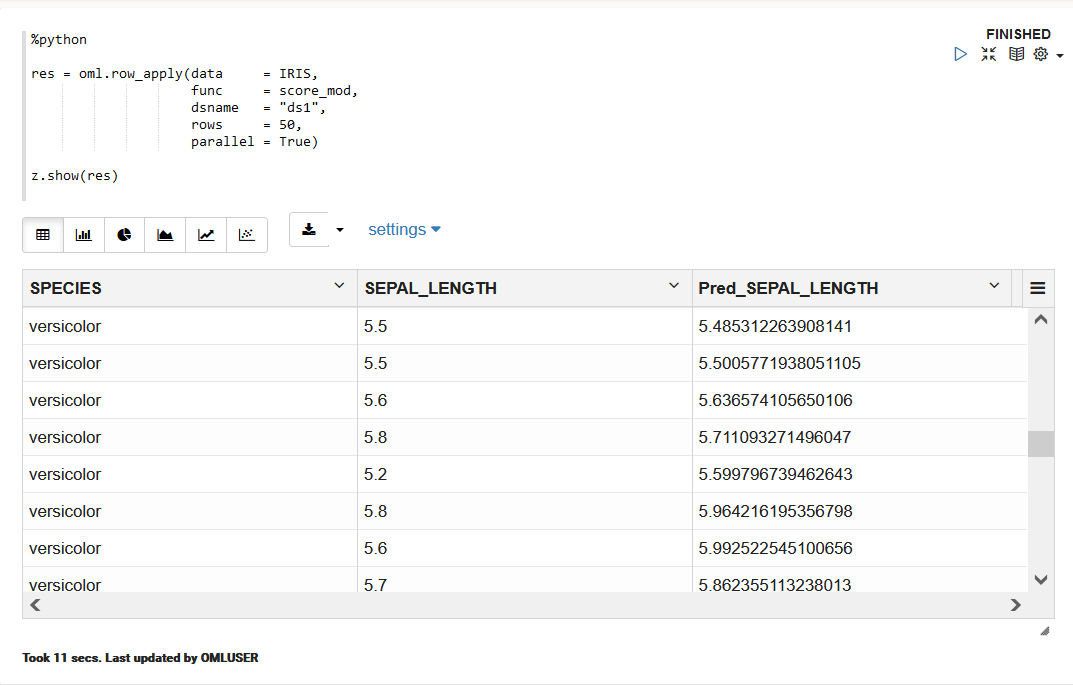 FINISHED
%python
res = oml.row_apply(data     = IRIS,
                    func     = score_mod,
                    dsname   = "ds1",
                    rows     = 50,
                    parallel = True)
z.show(res)
settings
SPECIES SEPAL_LENGTH Pred_SEPAL_LENGTH
versicolor 5.5 5.485312263908141
versicolor 5.5 5.5005771938051105
versicolor 5.6 5.636574105650106
versicolor 5.8 5.711093271496047
versicolor 5.2 5.599796739462643
versicolor 5.8 5.964216195356798
versicolor 5.6 5.992522545100656
versicolor 5.7 5.862355113238013
Took 11 secs. Last updated by OMLUSER